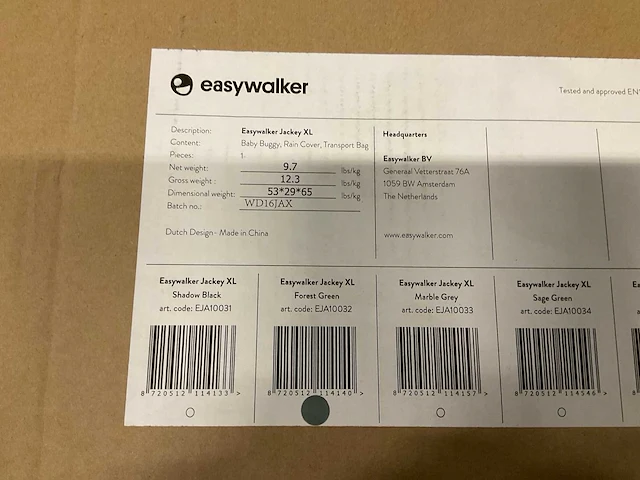 easywalker
Tested and approved EN
Description: Easywalker Jackey XL
Content: Baby Buggy, Rain Cover, Transport Bag
Pieces: 1
Net weight: 9.7 lbs/kg
Gross weight: 12.3 lbs/kg
Dimensional weight: 53*29*65 lbs/kg
Batch no.: WD16JAX
Dutch Design - Made in China
Headquarters
Easywalker BV
Generaal Vetterstraat 76A
1059 BW Amsterdam
The Netherlands
www.easywalker.com
Easywalker Jackey XL
Shadow Black
art. code: EJA10031
8 720512 114133 >
Easywalker Jackey XL
Forest Green
art. code: EJA10032
8 720512 114140 >
Easywalker Jackey XL
Marble Grey
art. code: EJA10033
8 720512 114157 >
Easywalker Jackey XL
Sage Green
art. code: EJA10034
8 720512 114546 >